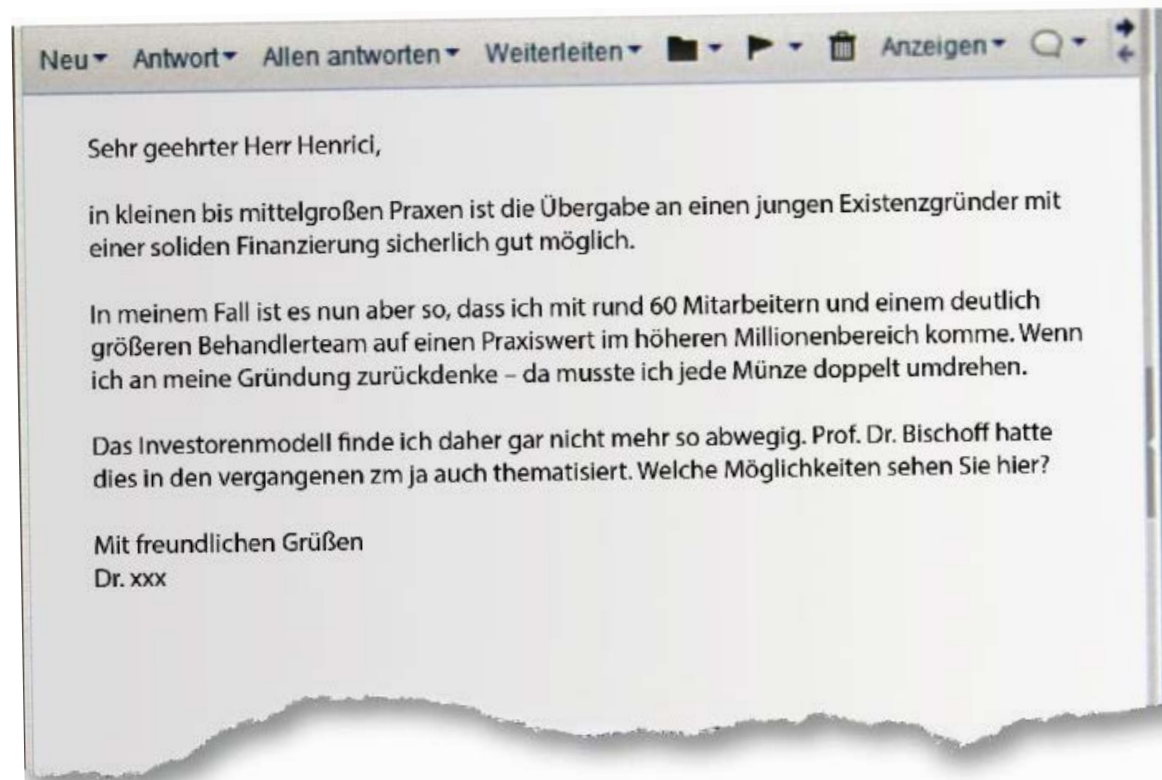 Neu Antwort Allen antworten Weiterleiten Anzeigen
Sehr geehrter Herr Henrici,
in kleinen bis mittelgroßen Praxen ist die Übergabe an einen jungen Existenzgründer mit
einer soliden Finanzierung sicherlich gut möglich.
In meinem Fall ist es nun aber so, dass ich mit rund 60 Mitarbeitern und einem deutlich
größeren Behandlerteam auf einen Praxiswert im höheren Millionenbereich komme. Wenn
ich an meine Gründung zurückdenke – da musste ich jede Münze doppelt umdrehen.
Das Investorenmodell finde ich daher gar nicht mehr so abwegig. Prof. Dr. Bischoff hatte
dies in den vergangenen zm ja auch thematisiert. Welche Möglichkeiten sehen Sie hier?
Mit freundlichen Grüßen
Dr. xxx